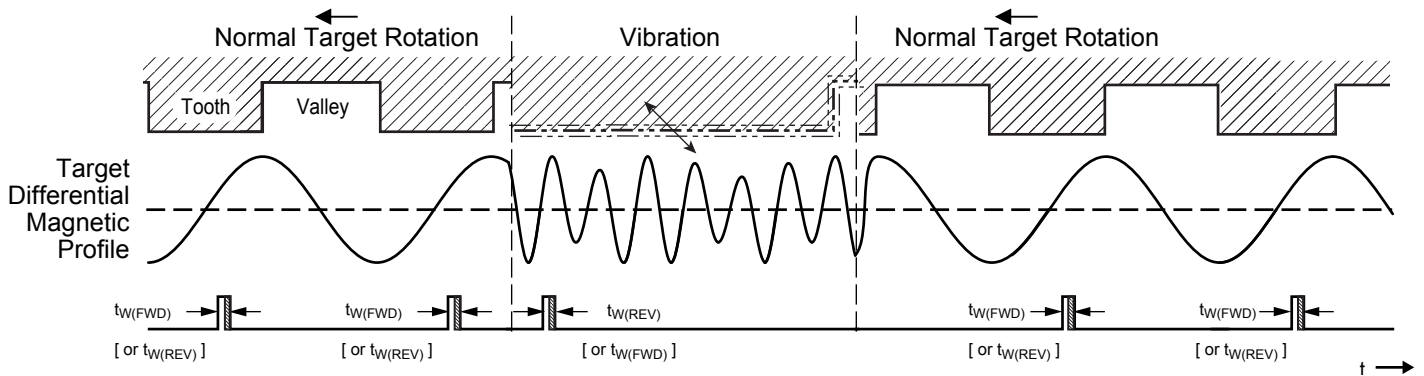 Normal Target Rotation
Vibration
Normal Target Rotation
Tooth
Valley
Target
Differential
Magnetic
Profile
tW(FWD)
tW(FWD)
tW(REV)
tW(FWD)
tW(FWD)
[ or tW(REV) ]
[ or tW(REV) ]
[ or tW(FWD) ]
[ or tW(REV) ]
[ or tW(REV) ]
t